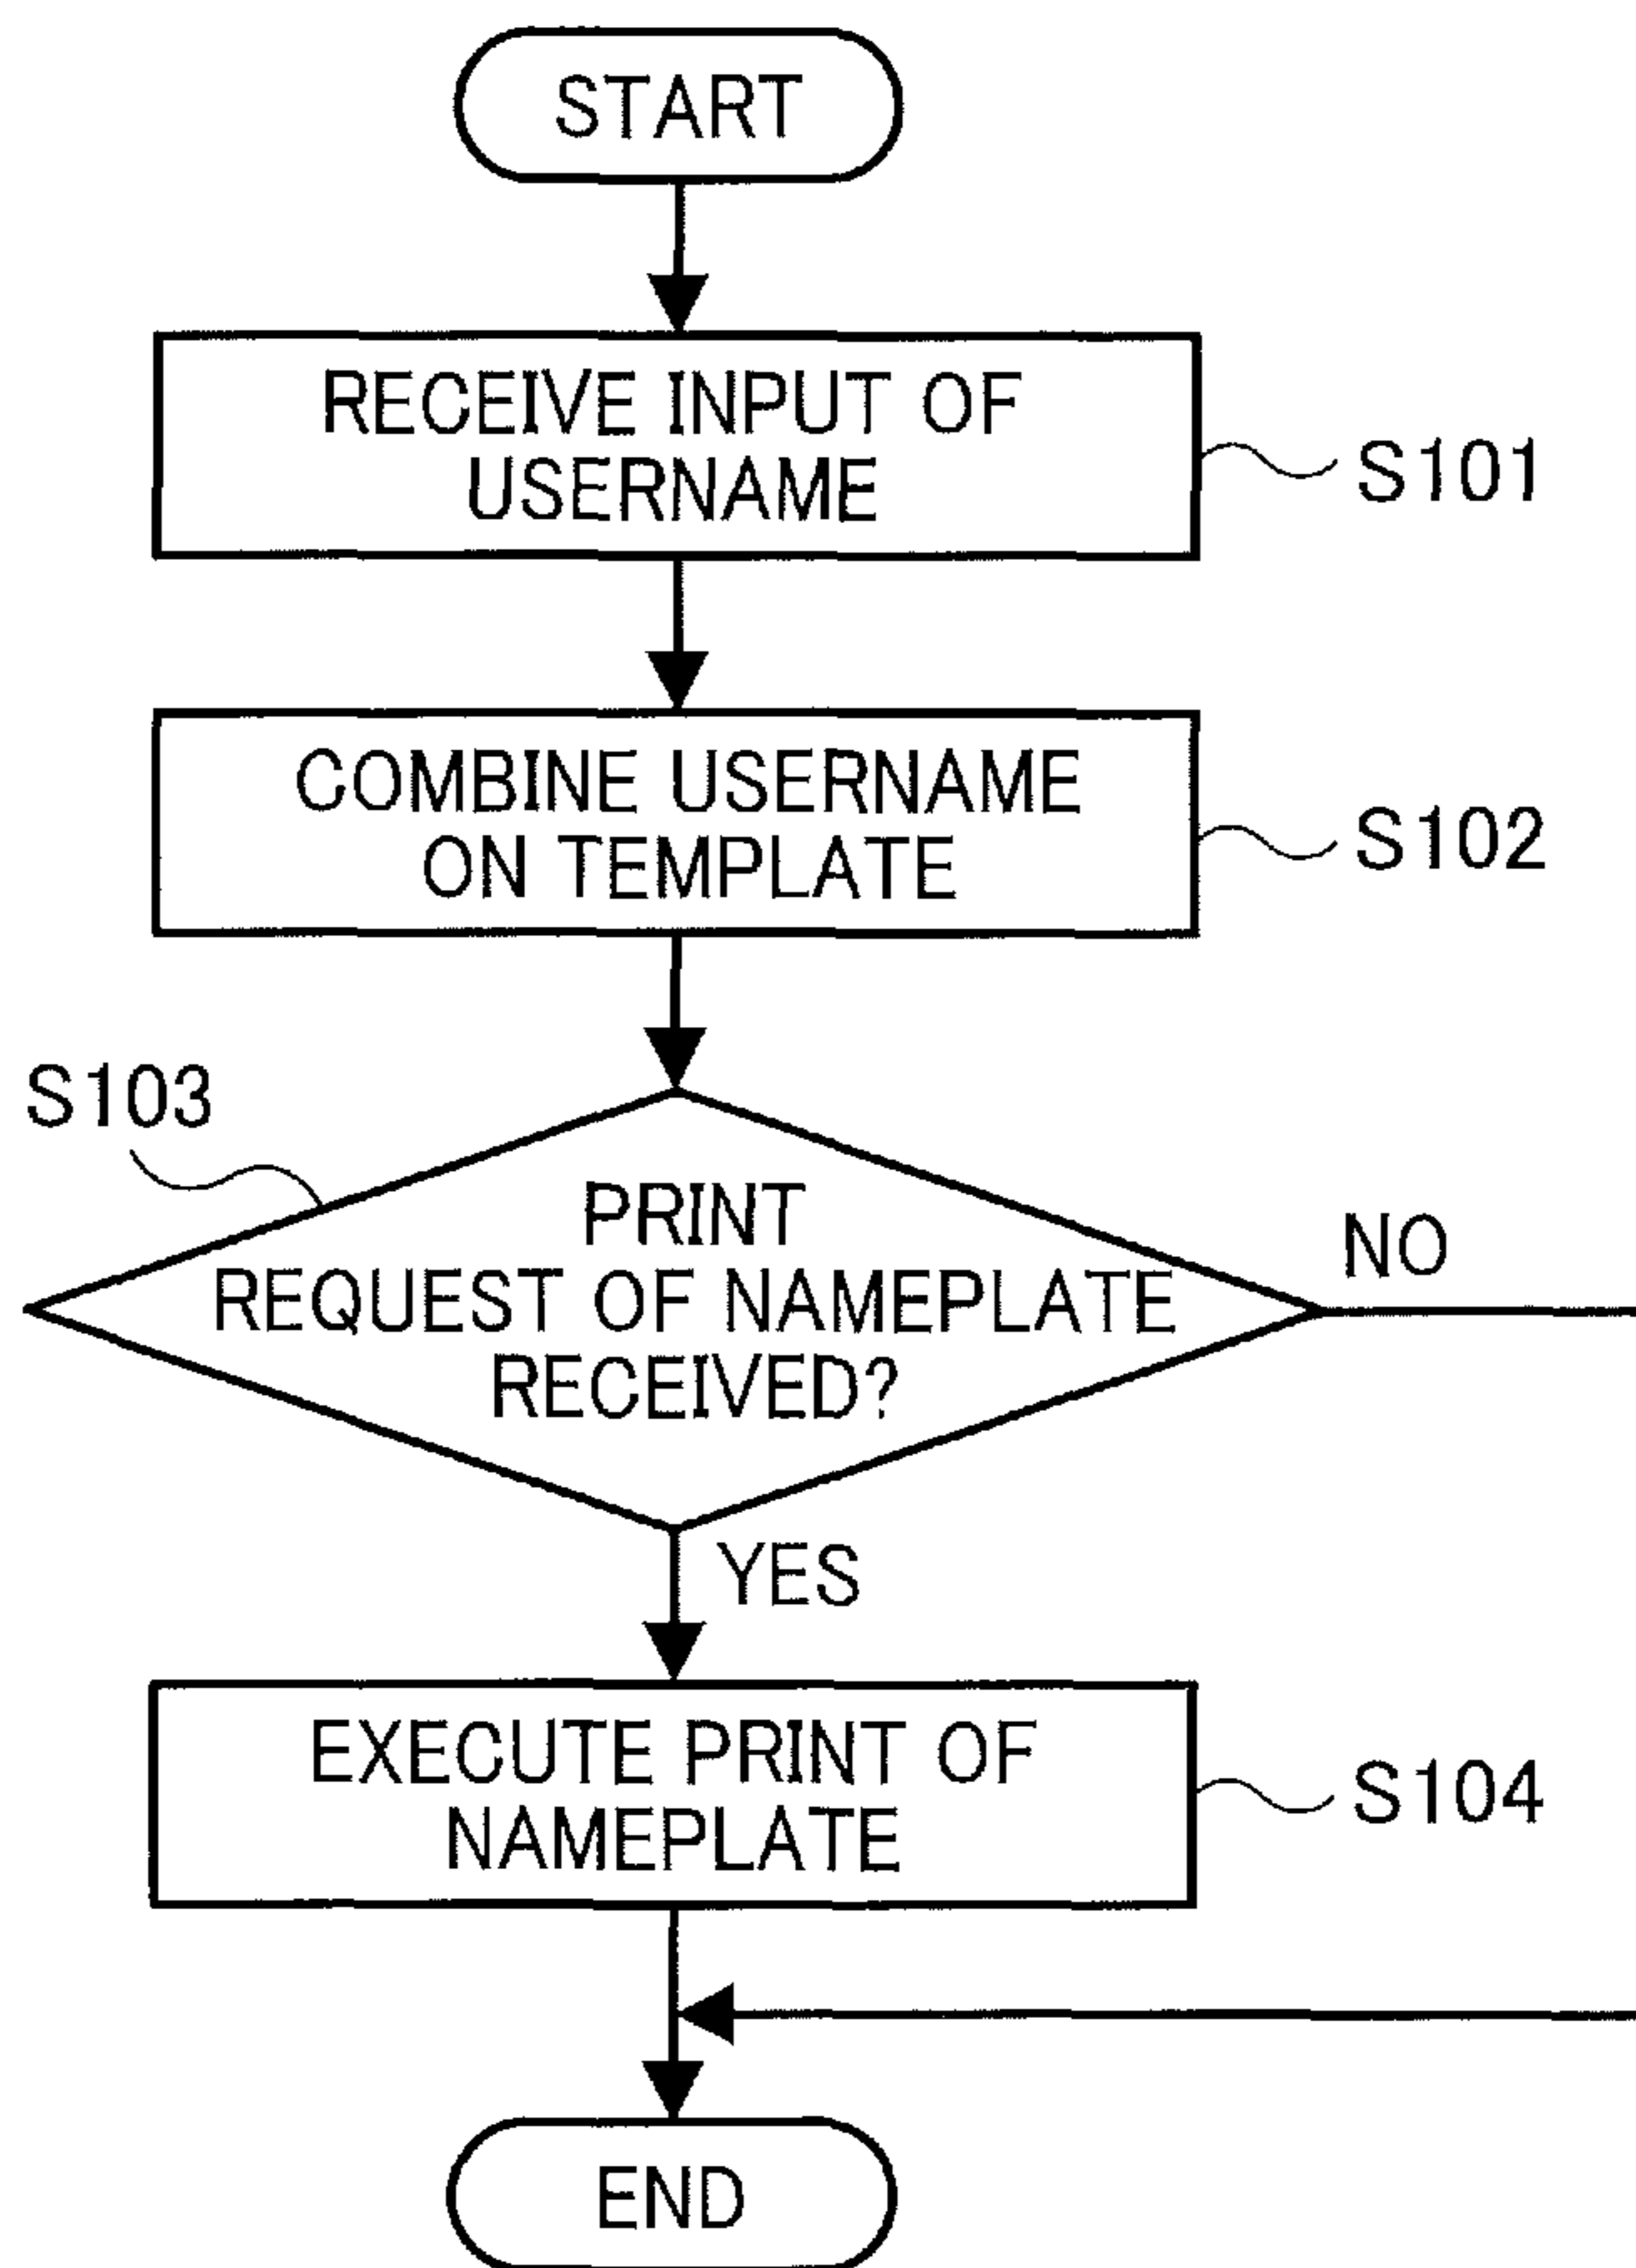 START
RECEIVE INPUT OF
USERNAME
S101
COMBINE USERNAME
ON TEMPLATE
S102
S103
PRINT
REQUEST OF NAMEPLATE
RECEIVED?
NO
YES
EXECUTE PRINT OF
NAMEPLATE
S104
END